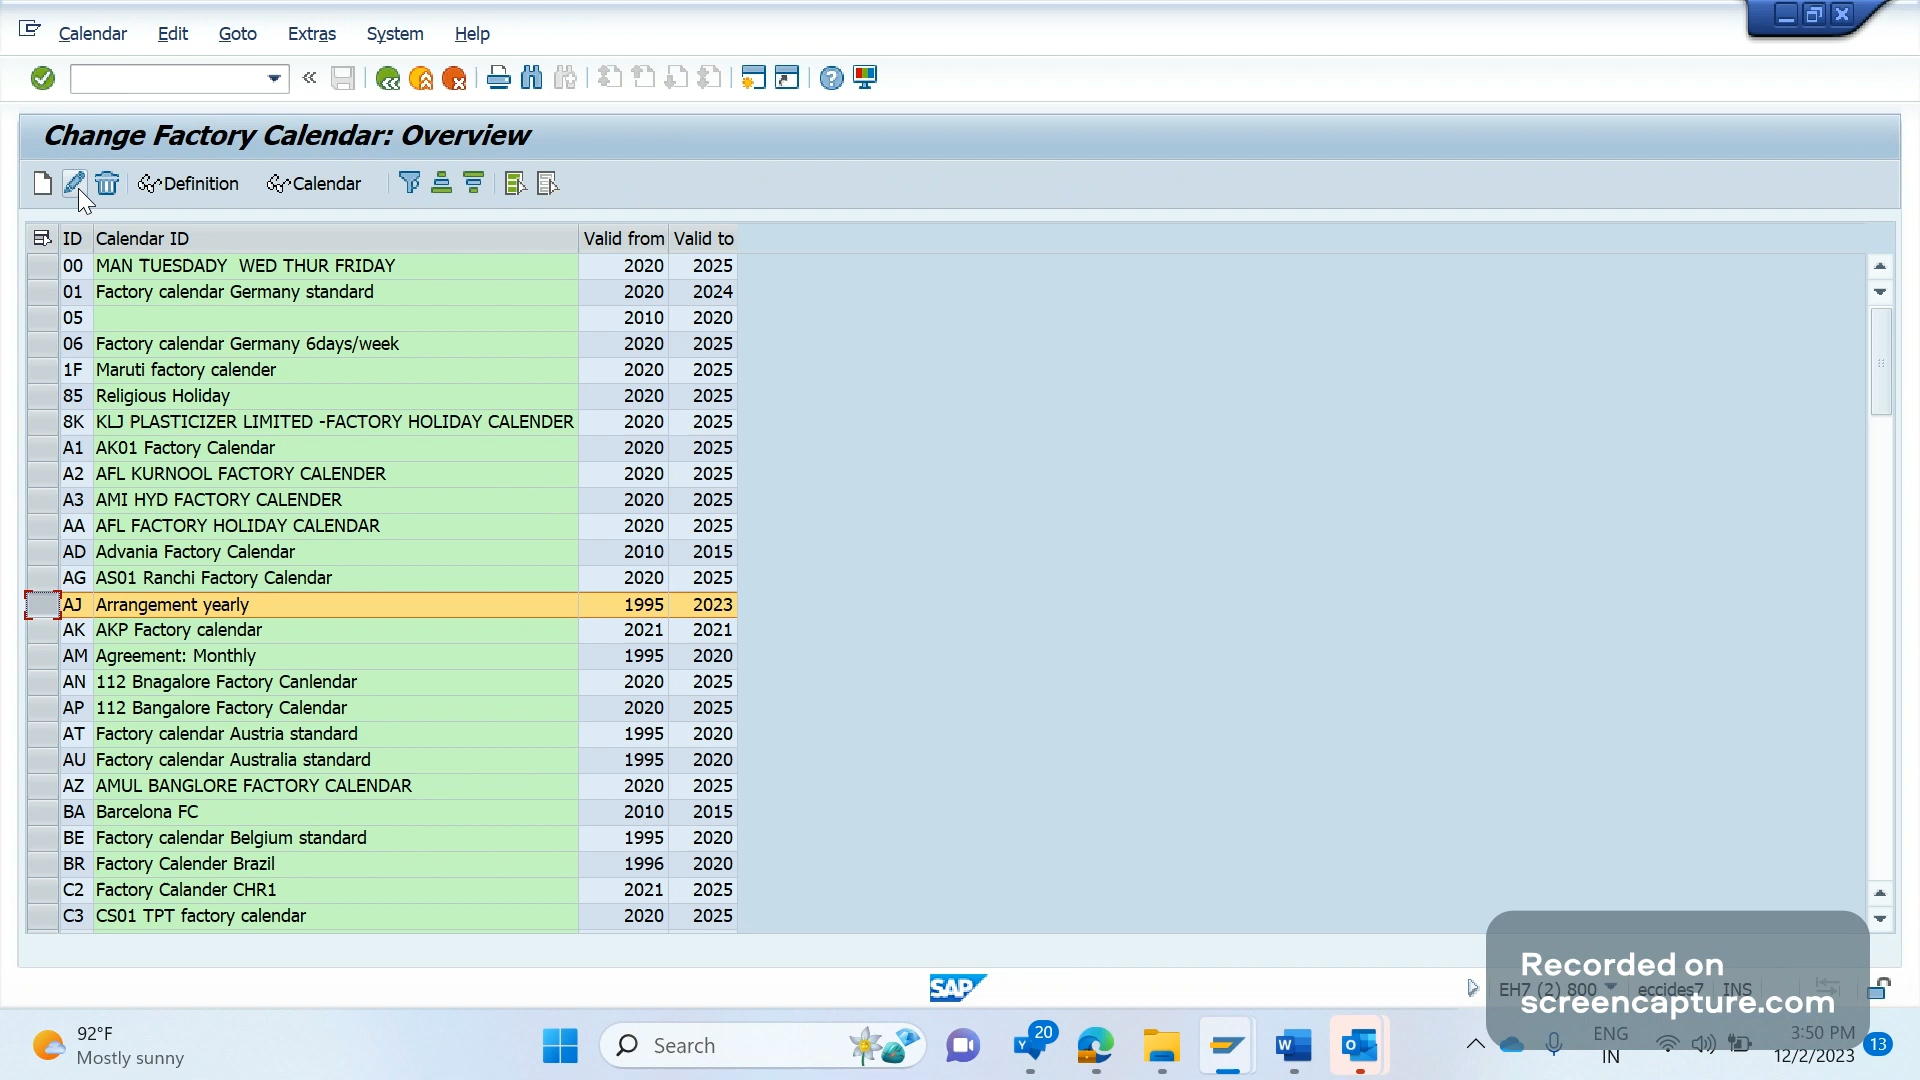 Calendar Edit Goto Extras System Help
Change Factory Calendar: Overview
Definition Calendar
ID Calendar ID Valid from Valid to
00 MAN TUESDADY WED THUR FRIDAY 2020 2025
01 Factory calendar Germany standard 2020 2024
05 2010 2020
06 Factory calendar Germany 6days/week 2020 2025
1F Maruti factory calender 2020 2025
85 Religious Holiday 2020 2025
8K KLJ PLASTICIZER LIMITED -FACTORY HOLIDAY CALENDER 2020 2025
A1 AK01 Factory Calendar 2020 2025
A2 AFL KURNOOL FACTORY CALENDER 2020 2025
A3 AMI HYD FACTORY CALENDER 2020 2025
AA AFL FACTORY HOLIDAY CALENDAR 2020 2025
AD Advania Factory Calendar 2010 2015
AG AS01 Ranchi Factory Calendar 2020 2025
AJ Arrangement yearly 1995 2023
AK AKP Factory calendar 2021 2021
AM Agreement: Monthly 1995 2020
AN 112 Bnagalore Factory Canlendar 2020 2025
AP 112 Bangalore Factory Calendar 2020 2025
AT Factory calendar Austria standard 1995 2020
AU Factory calendar Australia standard 1995 2020
AZ AMUL BANGLORE FACTORY CALENDAR 2020 2025
BA Barcelona FC 2010 2015
BE Factory calendar Belgium standard 1995 2020
BR Factory Calender Brazil 1996 2020
C2 Factory Calander CHR1 2021 2025
C3 CS01 TPT factory calendar 2020 2025
SAP
EH7 (2) 800 eccides7 INS
Recorded on
screencapture.com
92°F
Mostly sunny
Search
20
ENG
IN
3:50 PM
12/2/2023
13